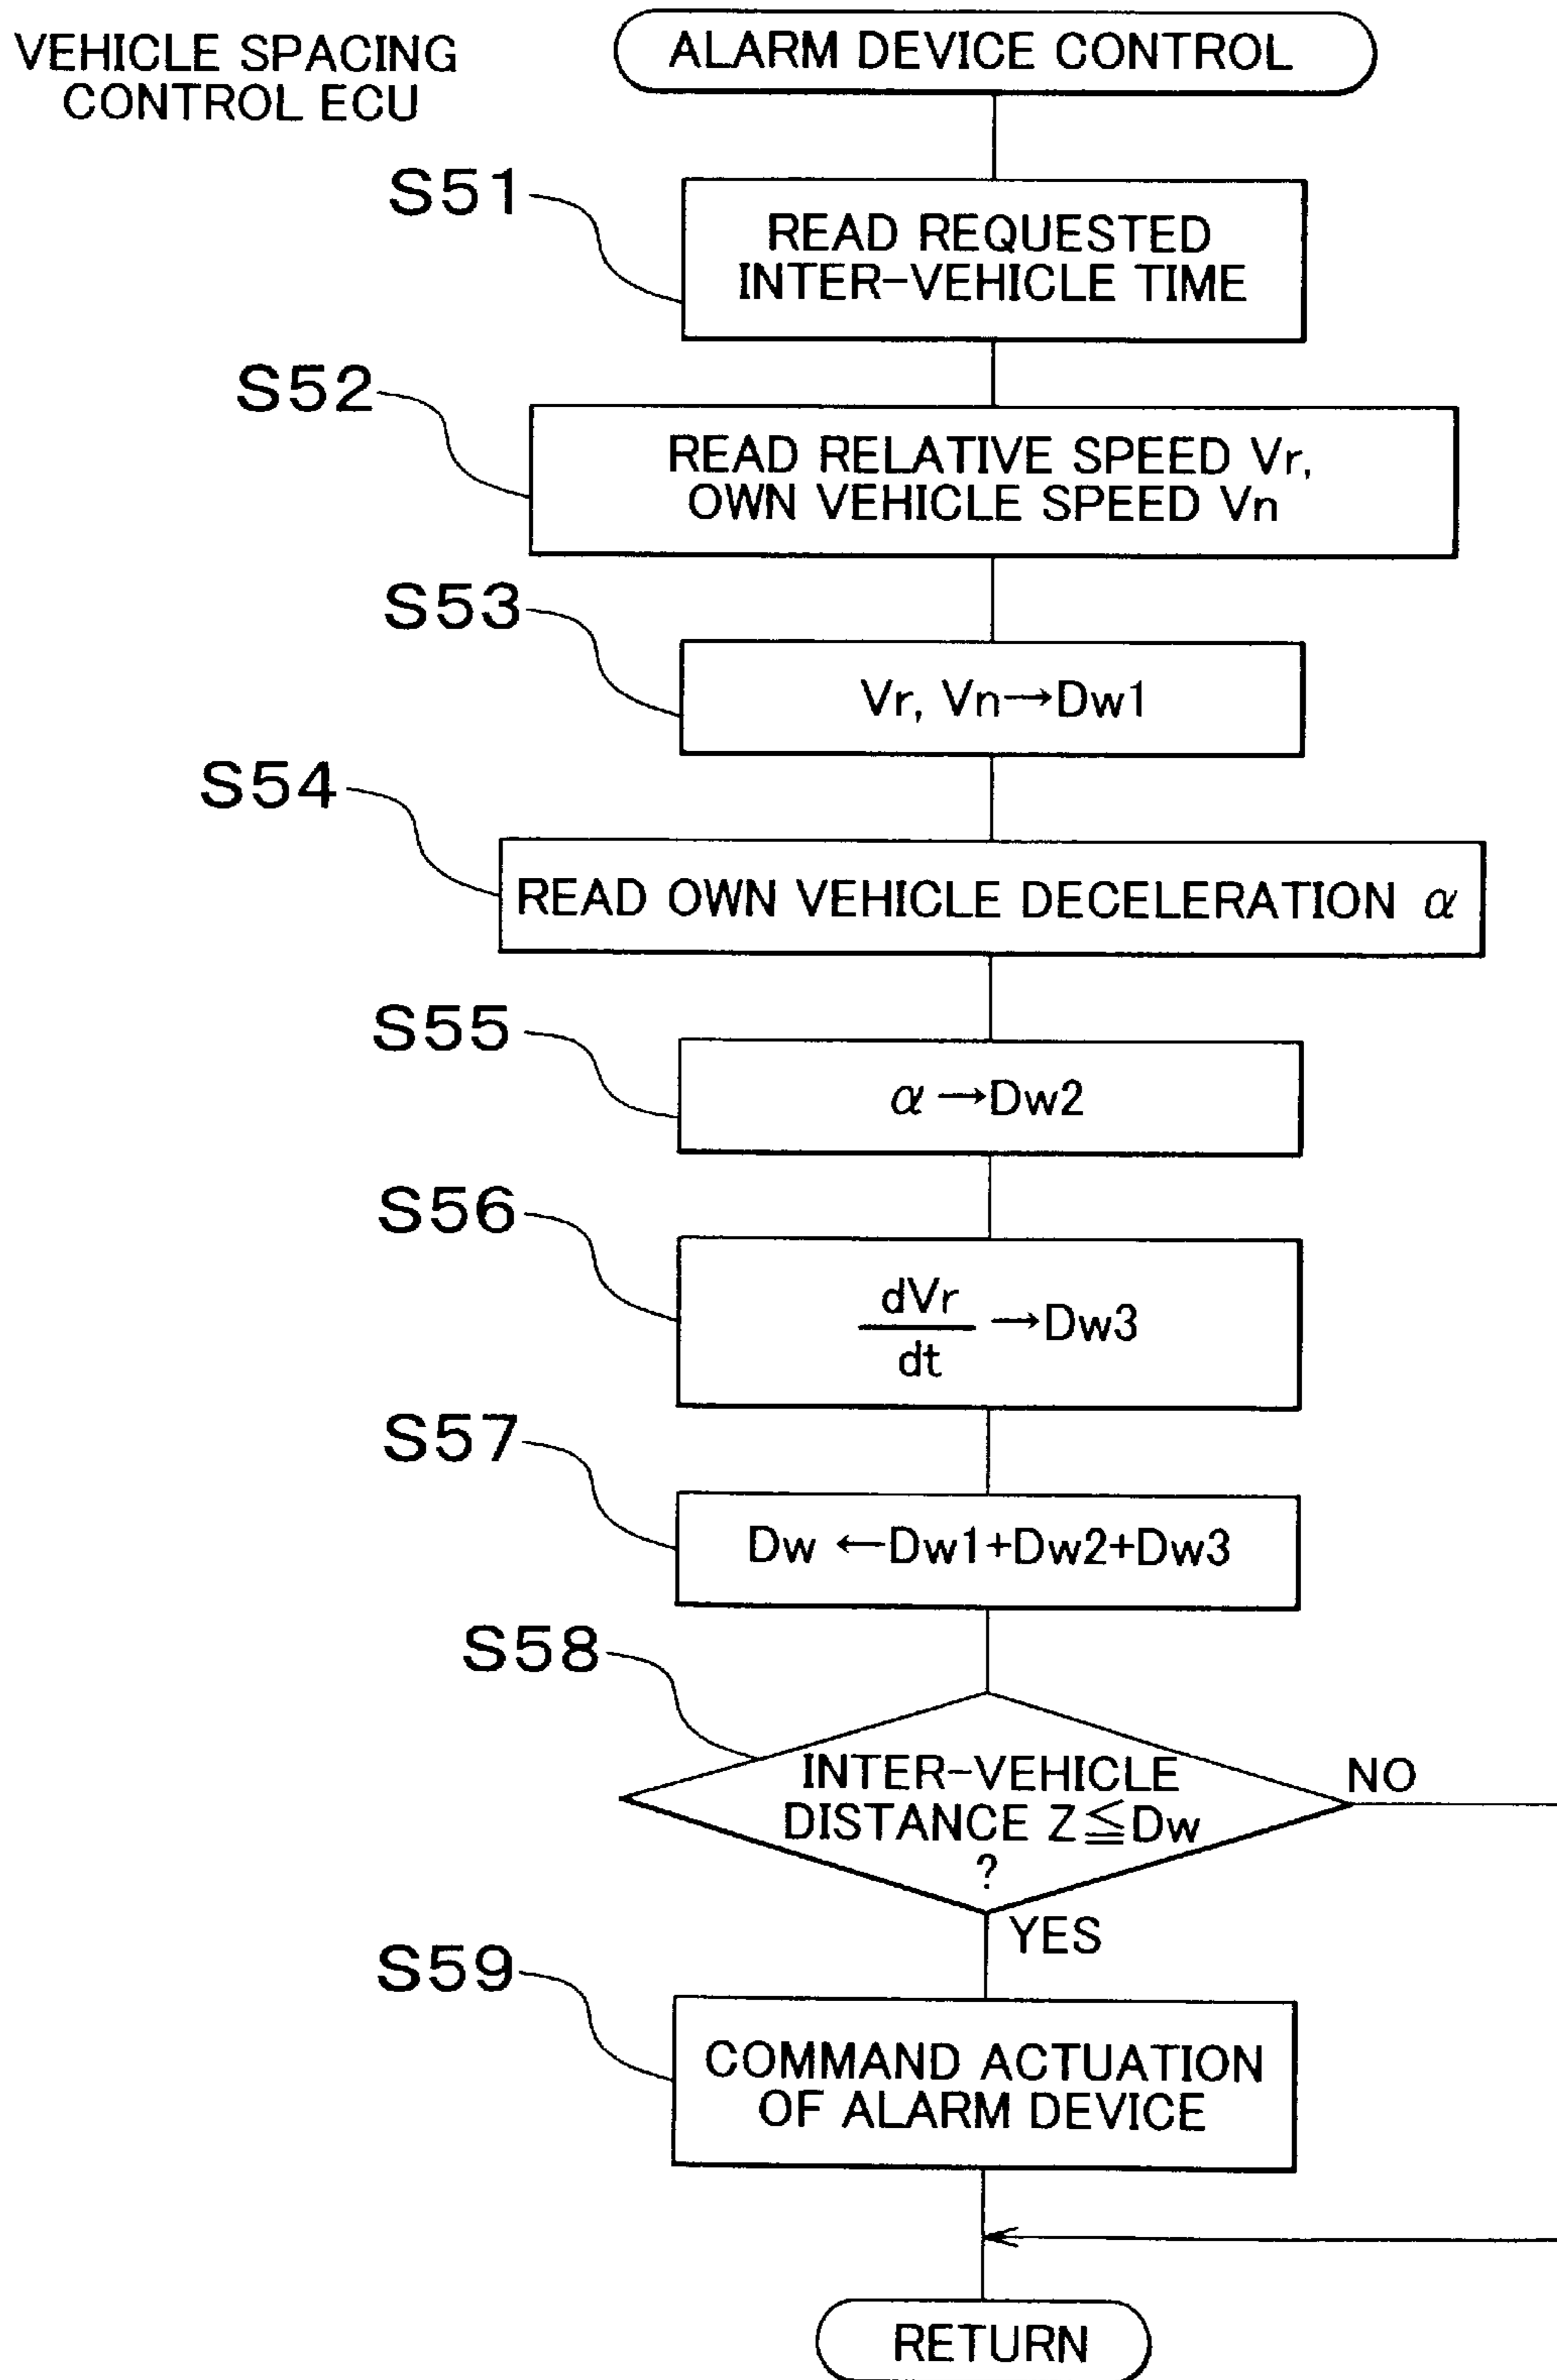 VEHICLE SPACING
CONTROL ECU
ALARM DEVICE CONTROL
S51
READ REQUESTED
INTER-VEHICLE TIME
S52
READ RELATIVE SPEED Vr,
OWN VEHICLE SPEED Vn
S53
Vr, Vn→Dw1
S54
READ OWN VEHICLE DECELERATION α
S55
α→Dw2
S56
dVr
dt
→Dw3
S57
Dw ←Dw1+Dw2+Dw3
S58
INTER-VEHICLE
DISTANCE Z≦Dw
?
NO
YES
S59
COMMAND ACTUATION
OF ALARM DEVICE
RETURN